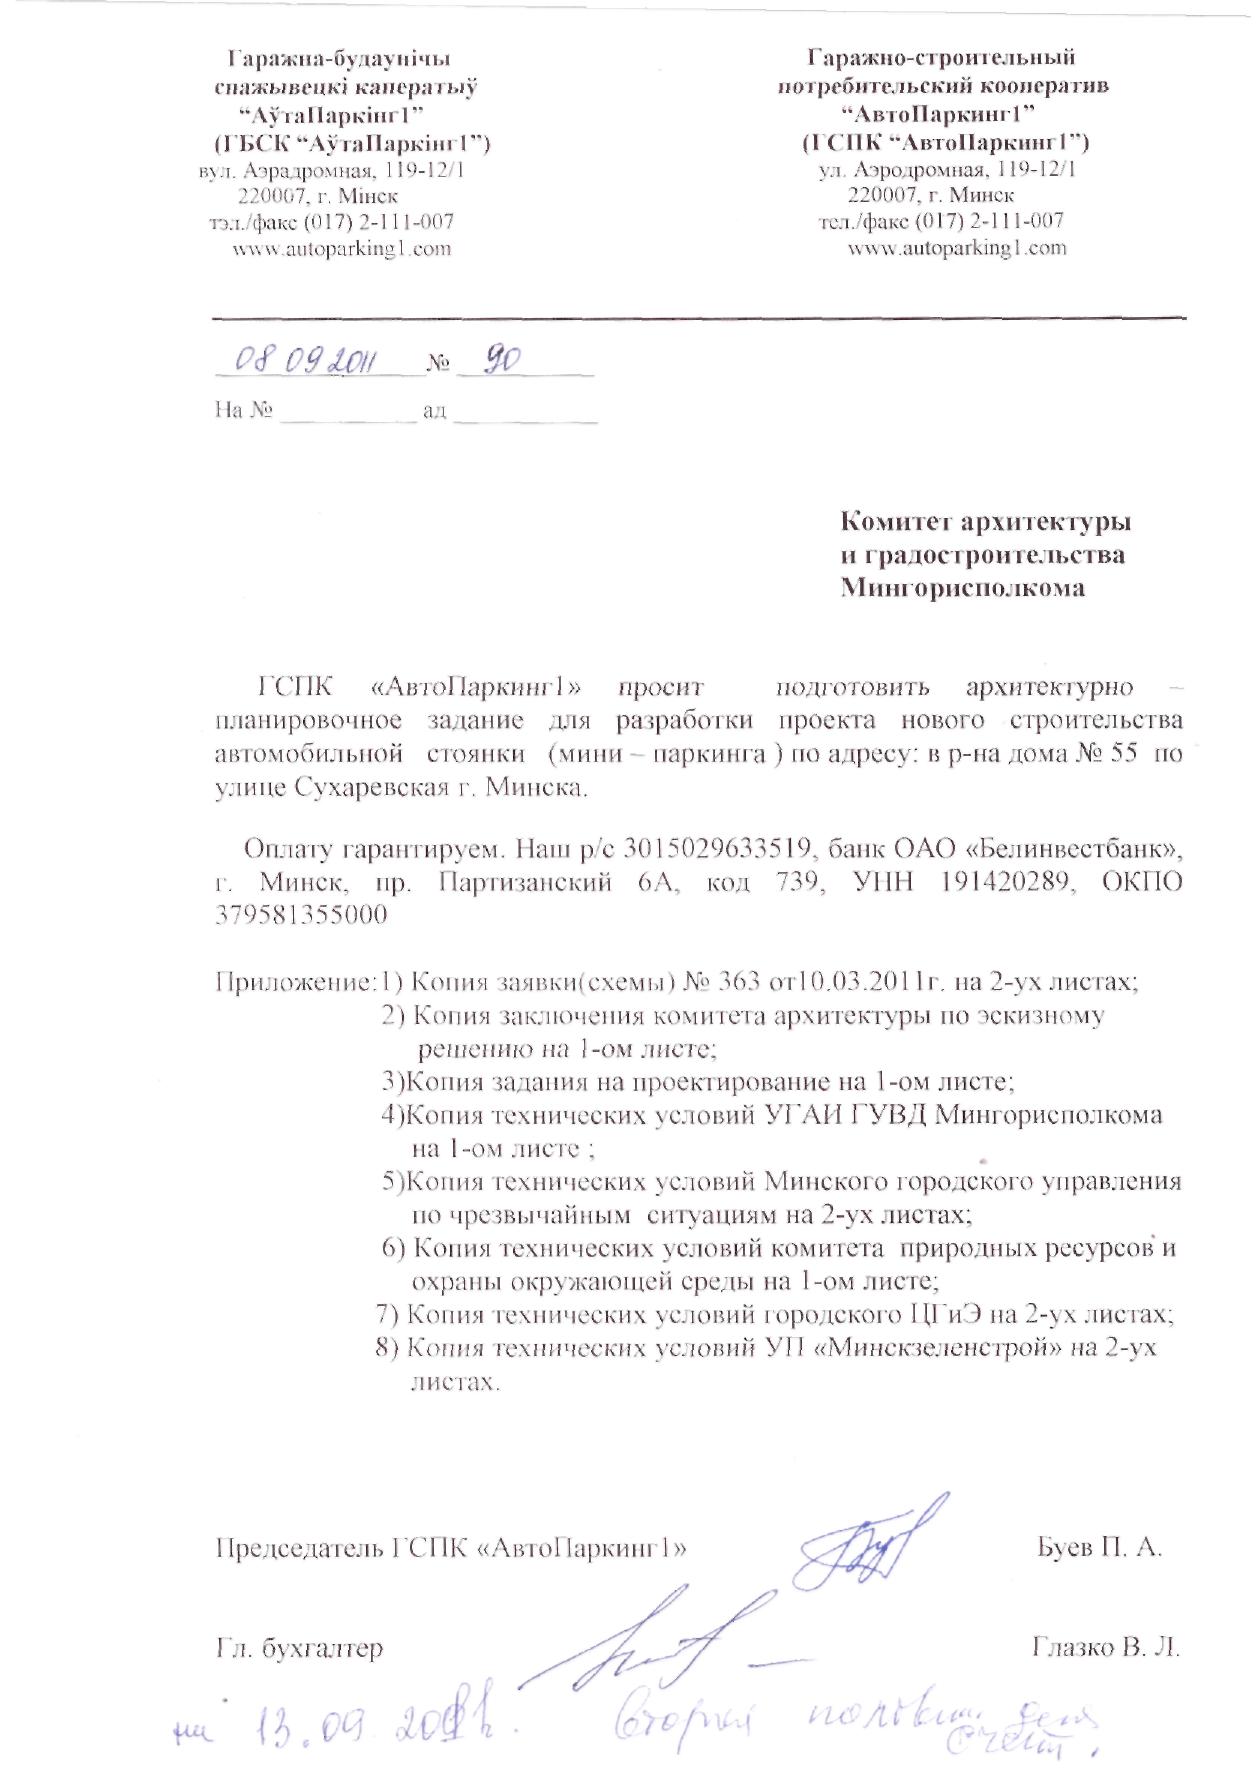 Гаражна-будаўнічы
спажывецкі каператыў
“АўтаПаркінг1”
(ГБСК “АўтаПаркінг1”)
вул. Аэрадромная, 119-12/1
220007, г. Мінск
тэл./факс (017) 2-111-007
www.autoparking1.com
Гаражно-строительный
потребительский кооператив
“АвтоПаркинг1”
(ГСПК “АвтоПаркинг1”)
ул. Аэродромная, 119-12/1
220007, г. Минск
тел./факс (017) 2-111-007
www.autoparking1.com
08 09 2011 № 90
На № ___________ ад ___________
Комитет архитектуры
и градостроительства
Мингорисполкома
ГСПК «АвтоПаркинг1» просит подготовить архитектурно –
планировочное задание для разработки проекта нового строительства
автомобильной стоянки (мини – паркинга ) по адресу: в р-на дома № 55 по
улице Сухаревская г. Минска.
Оплату гарантируем. Наш р/с 3015029633519, банк ОАО «Белинвестбанк»,
г. Минск, пр. Партизанский 6А, код 739, УНН 191420289, ОКПО
379581355000
Приложение:1) Копия заявки(схемы) № 363 от10.03.2011г. на 2-ух листах;
2) Копия заключения комитета архитектуры по эскизному
решению на 1-ом листе;
3)Копия задания на проектирование на 1-ом листе;
4)Копия технических условий УГАИ ГУВД Мингорисполкома
на 1-ом листе ;
5)Копия технических условий Минского городского управления
по чрезвычайным ситуациям на 2-ух листах;
6) Копия технических условий комитета природных ресурсов и
охраны окружающей среды на 1-ом листе;
7) Копия технических условий городского ЦГиЭ на 2-ух листах;
8) Копия технических условий УП «Минскзеленстрой» на 2-ух
листах.
Председатель ГСПК «АвтоПаркинг1» Буев П. А.
Гл. бухгалтер Глазко В. Л.
на 13.09 Вторая дня
счет.